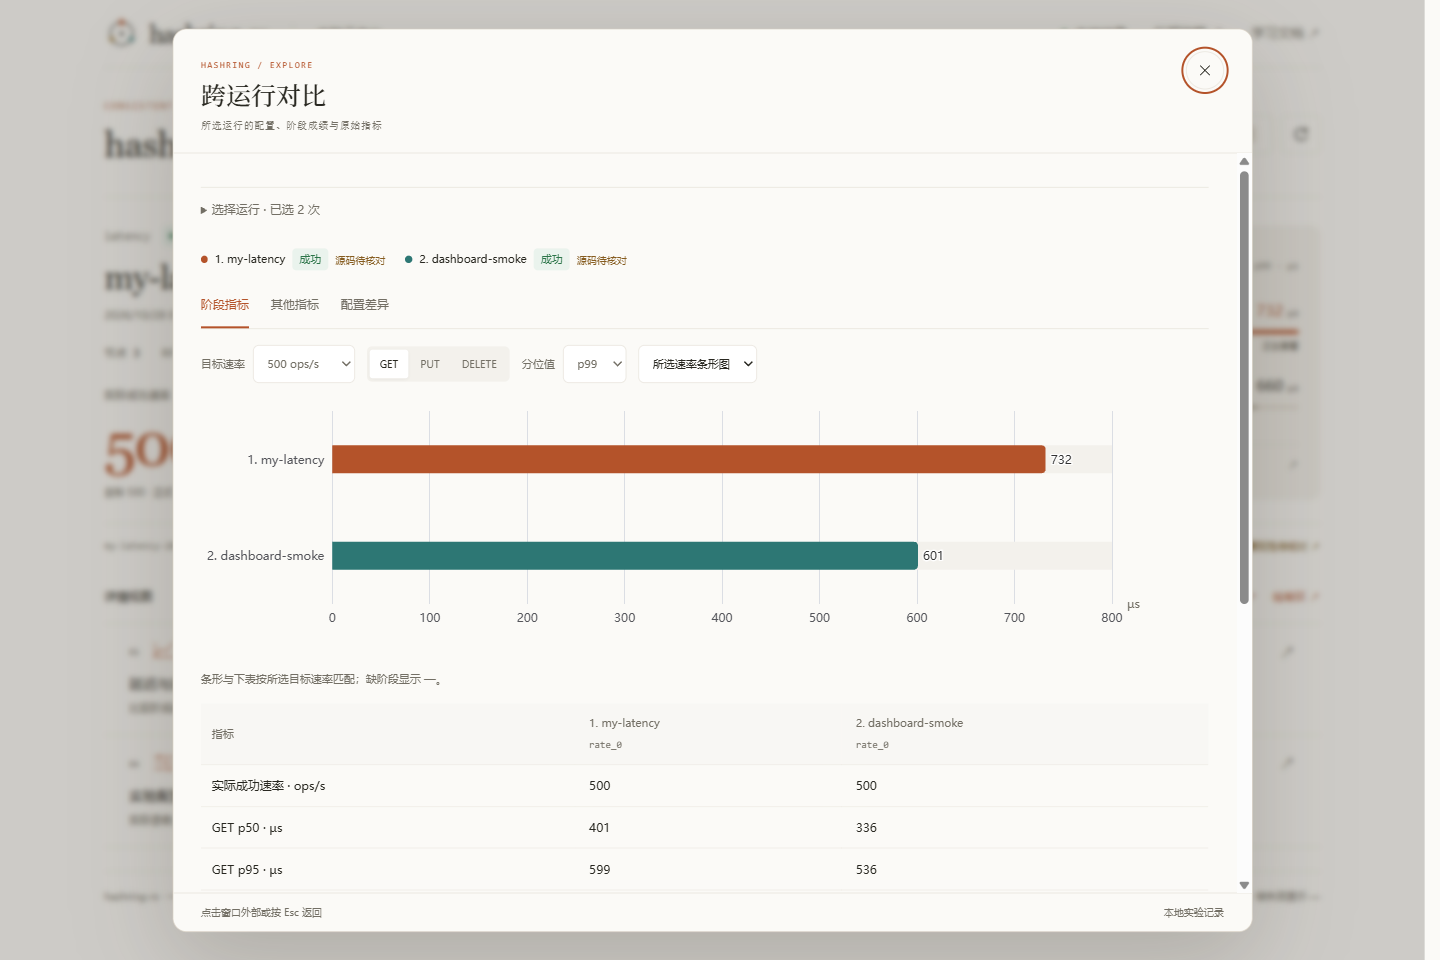 HASHRING / EXPLORE
跨运行对比
所选运行的配置、阶段成绩与原始指标
▶ 选择运行 · 已选 2 次
1. my-latency 成功 源码待核对 2. dashboard-smoke 成功 源码待核对
阶段指标 其他指标 配置差异
目标速率 500 ops/s GET PUT DELETE 分位值 p99 所选速率条形图
1. my-latency 732
2. dashboard-smoke 601
µs
0 100 200 300 400 500 600 700 800
条形与下表按所选目标速率匹配；缺阶段显示 —。
指标 1. my-latency 2. dashboard-smoke
rate_0 rate_0
实际成功速率 · ops/s 500 500
GET p50 · µs 401 336
GET p95 · µs 599 536
点击窗口外部或按 Esc 返回 本地实验记录